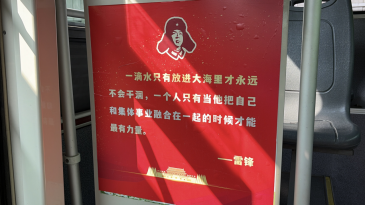 一滴水只有放进大海里才永远
不会干涸，一个人只有当他把自己
和集体事业融合在一起的时候才能
最有力量。
——雷锋